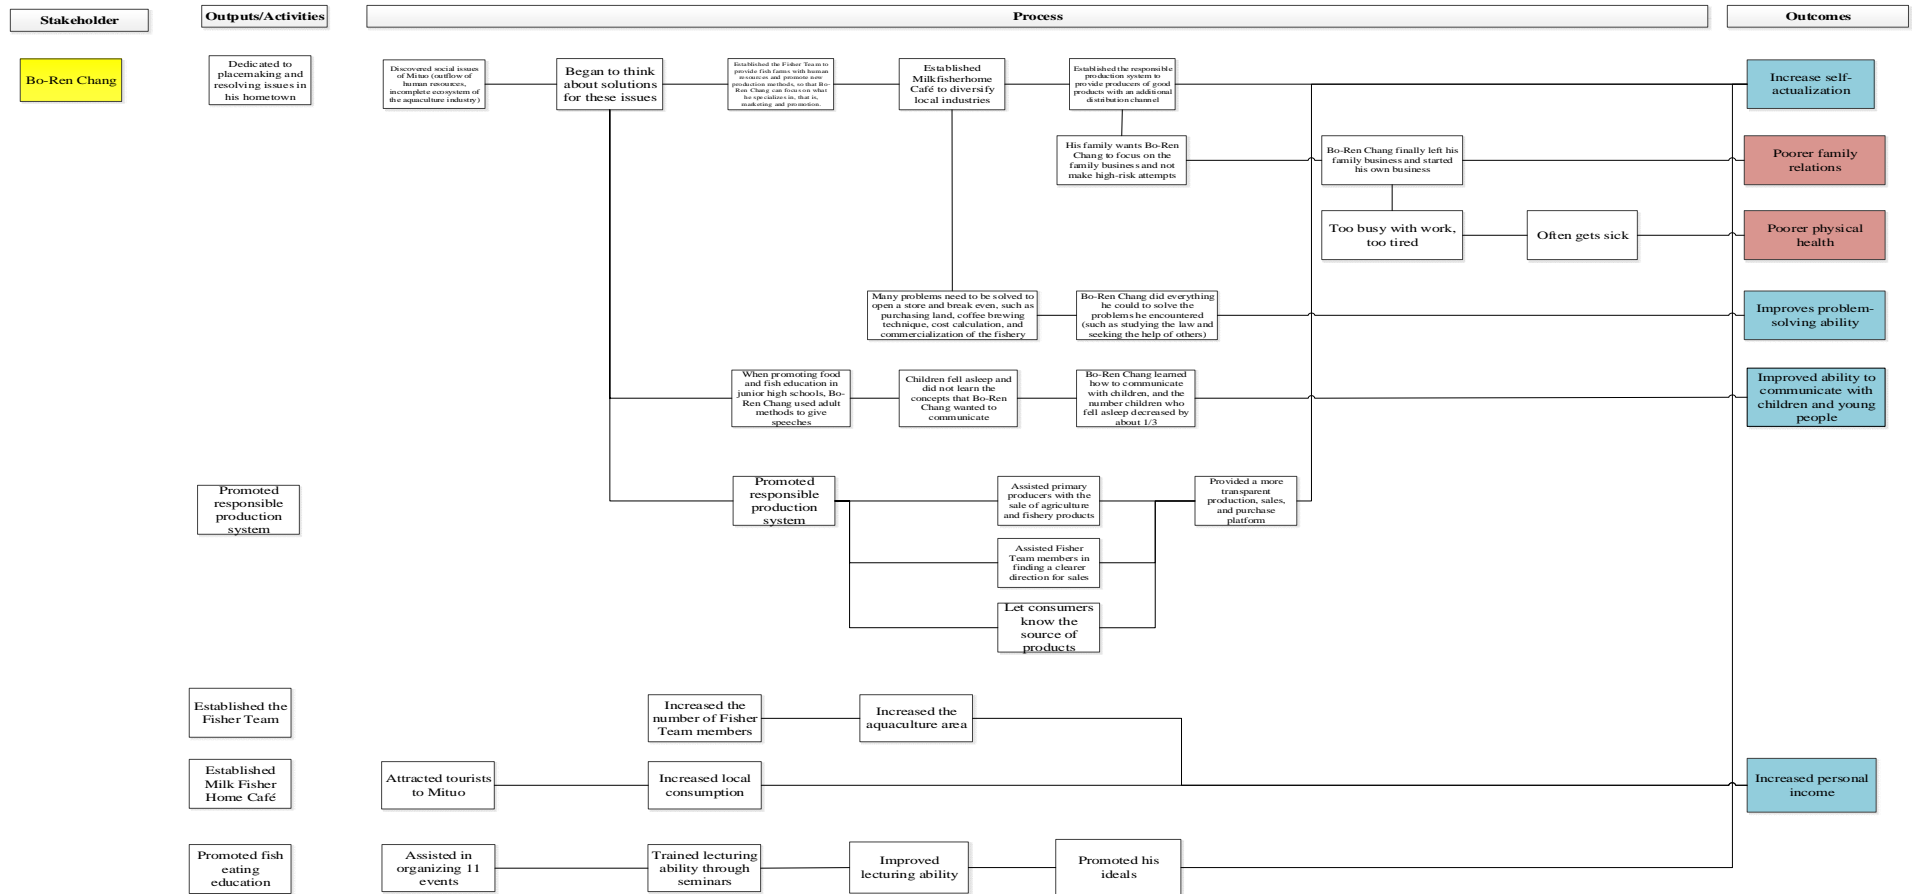 Stakeholder
Outputs/Activities
Process
Outcomes
Bo-Ren Chang
Dedicated to
placemaking and
resolving issues in
his hometown
Discovered social issues
of Mituo (outflow of
human resources,
incomplete ecosystem of
the aquaculture industry)
Began to think
about solutions
for these issues
Established the Fisher Team to
provide fish farms with human
resources and promote new
production methods, so that Bo-
Ren Chang can focus on what
he specializes in, that is,
marketing and promotion.
Established
Milkfisherhome
Café to diversify
local industries
Established the responsible
production system to
provide producers of good
products with an additional
distribution channel
Increase self-
actualization
His family wants Bo-Ren
Chang to focus on the
family business and not
make high-risk attempts
Bo-Ren Chang finally left his
family business and started
his own business
Poorer family
relations
Too busy with work,
too tired
Often gets sick
Poorer physical
health
Many problems need to be solved to
open a store and break even, such as
purchasing land, coffee brewing
technique, cost calculation, and
commercialization of the fishery
Bo-Ren Chang did everything
he could to solve the
problems he encountered
(such as studying the law and
seeking the help of others)
Improves problem-
solving ability
When promoting food
and fish education in
junior high schools, Bo-
Ren Chang used adult
methods to give
speeches
Children fell asleep and
did not learn the
concepts that Bo-Ren
Chang wanted to
communicate
Bo-Ren Chang learned
how to communicate
with children, and the
number children who
fell asleep decreased by
about 1/3
Improved ability to
communicate with
children and young
people
Promoted
responsible
production
system
Promoted
responsible
production
system
Assisted primary
producers with the
sale of agriculture
and fishery products
Provided a more
transparent
production, sales,
and purchase
platform
Assisted Fisher
Team members in
finding a clearer
direction for sales
Let consumers
know the
source of
products
Established the
Fisher Team
Increased the
number of Fisher
Team members
Increased the
aquaculture area
Established
Milk Fisher
Home Café
Attracted tourists
to Mituo
Increased local
consumption
Increased personal
income
Promoted fish
eating
education
Assisted in
organizing 11
events
Trained lecturing
ability through
seminars
Improved
lecturing ability
Promoted his
ideals